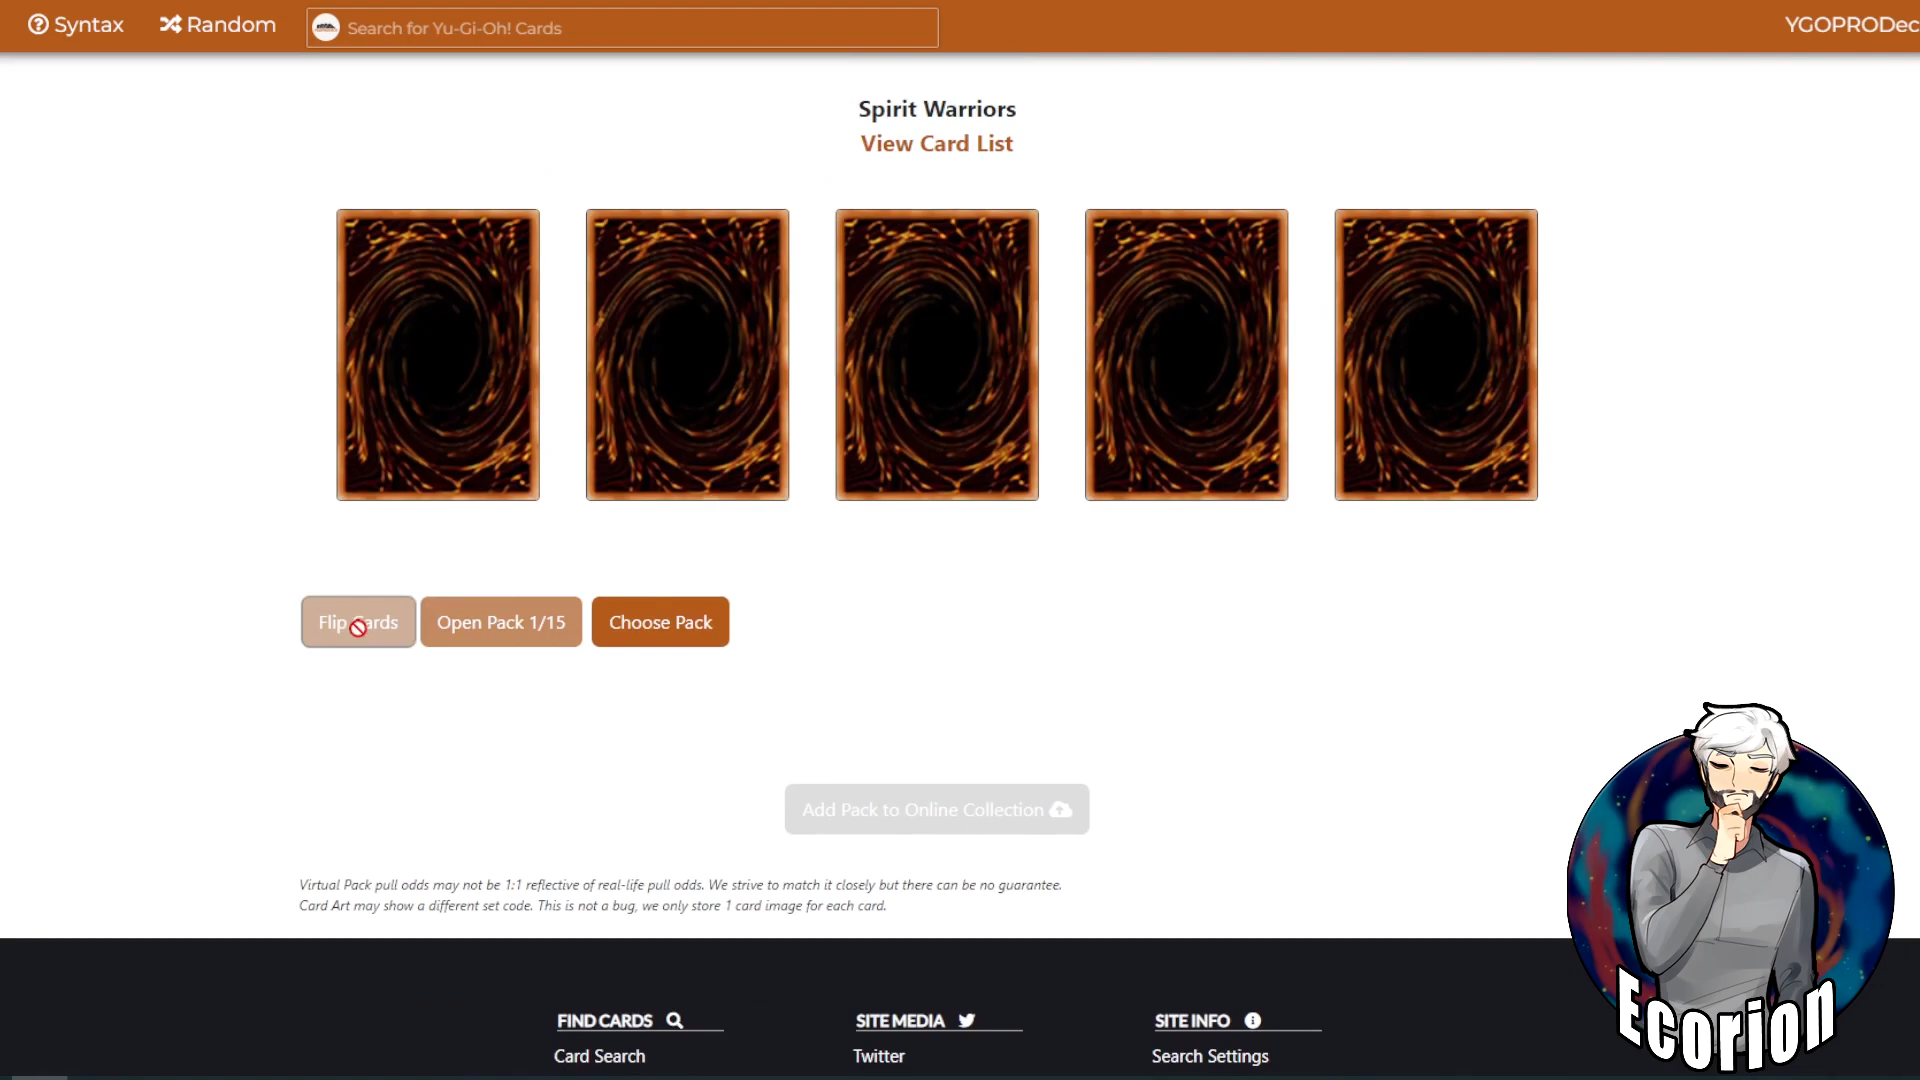 Syntax
Random
Search for Yu-Gi-Oh! Cards
YGOPRODec
Spirit Warriors
View Card List
Flip Cards
Open Pack 1/15
Choose Pack
Add Pack to Online Collection
Virtual Pack pull odds may not be 1:1 reflective of real-life pull odds. We strive to match it closely but there can be no guarantee.
Card Art may show a different set code. This is not a bug, we only store 1 card image for each card.
FIND CARDS
SITE MEDIA
SITE INFO
Card Search
Twitter
Search Settings
Ecorion